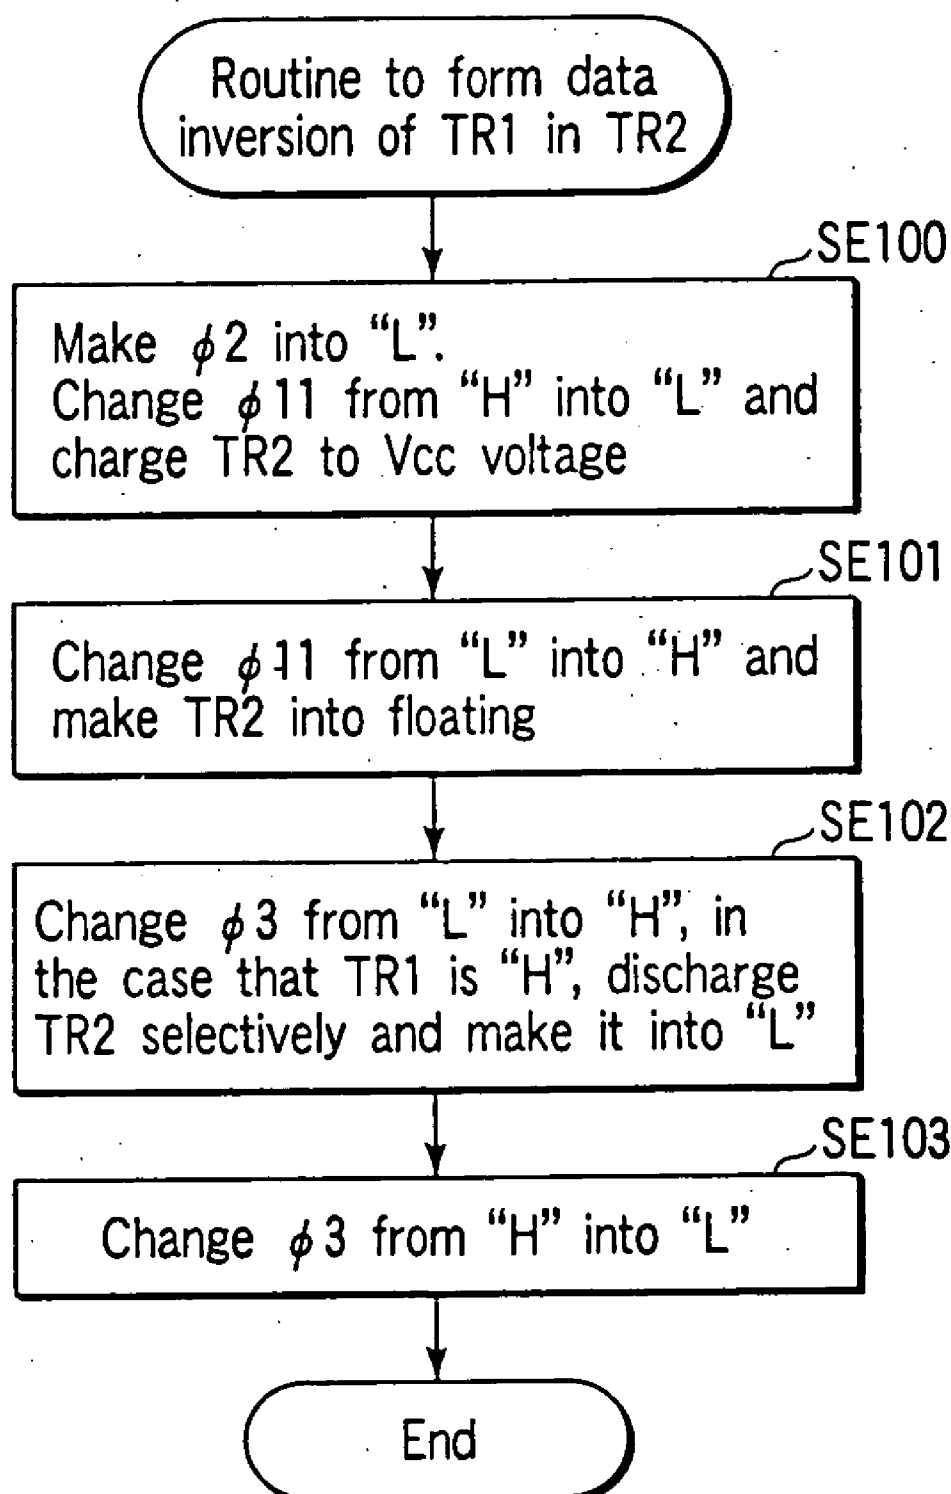 Routine to form data
inversion of TR1 in TR2
SE100
Make φ2 into “L”.
Change φ11 from “H” into “L” and
charge TR2 to Vcc voltage
SE101
Change φ11 from “L” into “H” and
make TR2 into floating
SE102
Change φ3 from “L” into “H”, in
the case that TR1 is “H”, discharge
TR2 selectively and make it into “L”
SE103
Change φ3 from “H” into “L”
End